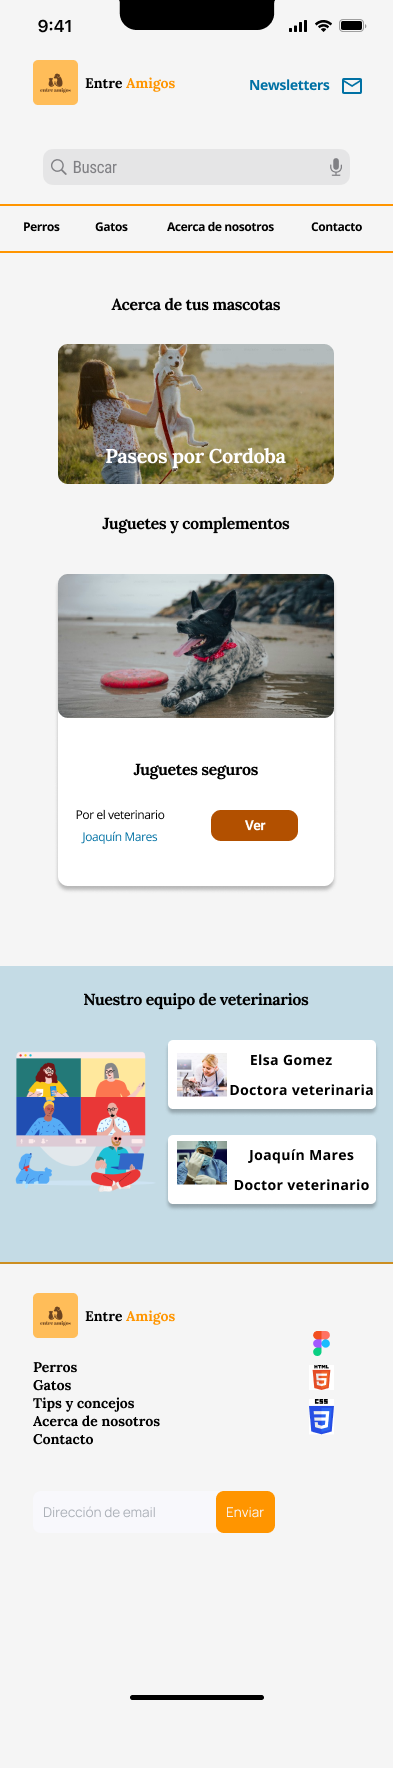 9:41
entre amigos
Entre Amigos
Newsletters
Buscar
Perros
Gatos
Acerca de nosotros
Contacto
Acerca de tus mascotas
Paseos por Cordoba
Juguetes y complementos
Juguetes seguros
Por el veterinario
Joaquín Mares
Ver
Nuestro equipo de veterinarios
Elsa Gomez
Doctora veterinaria
Joaquín Mares
Doctor veterinario
entre amigos
Entre Amigos
Perros
Gatos
Tips y concejos
Acerca de nosotros
Contacto
HTML
5
CSS
3
Dirección de email
Enviar